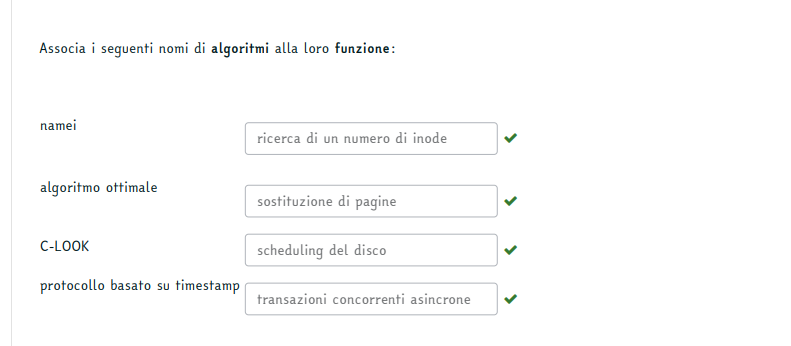 Associa i seguenti nomi di algoritmi alla loro funzione:
namei
ricerca di un numero di inode
algoritmo ottimale
sostituzione di pagine
C-LOOK
scheduling del disco
protocollo basato su timestamp
transazioni concorrenti asincrone